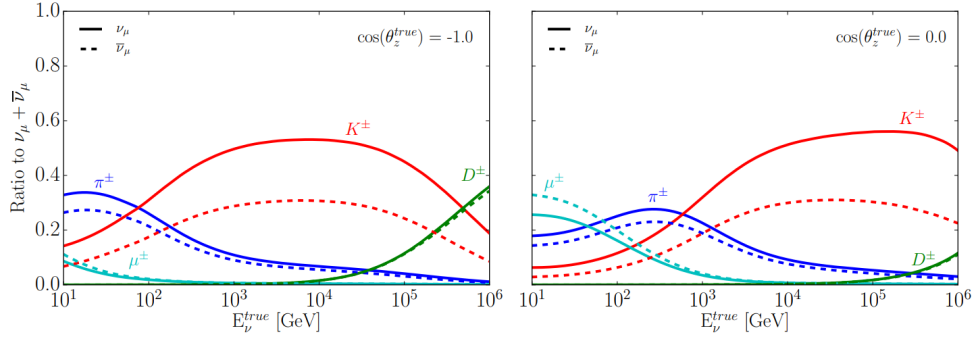 Ratio to ν_μ + ν̅_μ
1.0
0.8
0.6
0.4
0.2
0.0
ν_μ
ν̅_μ
cos(θ_z^{true}) = -1.0
K^±
π^±
D^±
μ^±
10^1 10^2 10^3 10^4 10^5 10^6
E_ν^{true} [GeV]
ν_μ
ν̅_μ
cos(θ_z^{true}) = 0.0
K^±
μ^±
π^±
D^±
10^1 10^2 10^3 10^4 10^5 10^6
E_ν^{true} [GeV]